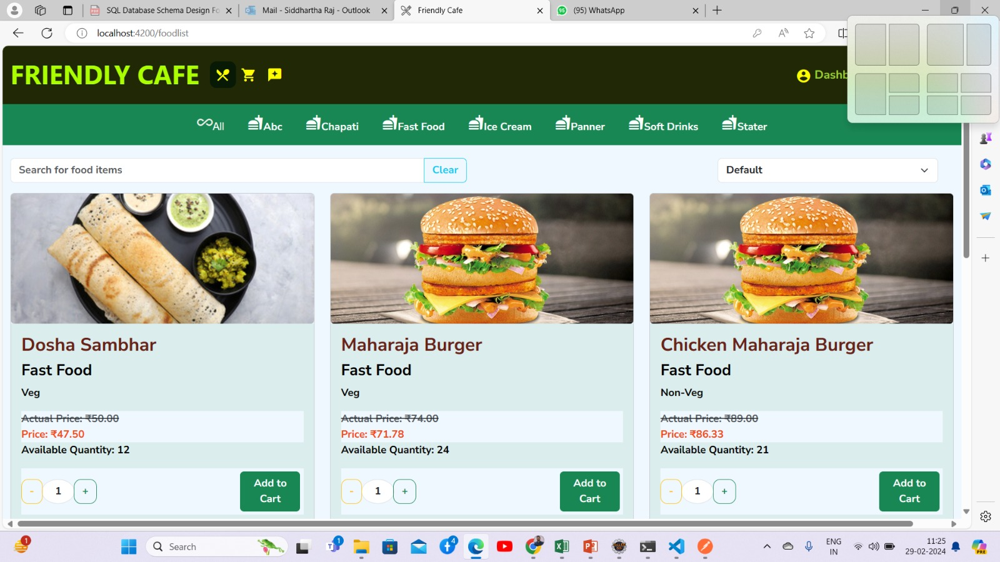 SQL Database Schema Design Fo
Mail - Siddhartha Raj - Outlook
Friendly Cafe
95
(95) WhatsApp
localhost:4200/foodlist
FRIENDLY CAFE
Dashb
All
Abc
Chapati
Fast Food
Ice Cream
Panner
Soft Drinks
Stater
Search for food items
Clear
Default
Dosha Sambhar
Fast Food
Veg
Actual Price: ₹50.00
Price: ₹47.50
Available Quantity: 12
-
1
+
Add to
Cart
Maharaja Burger
Fast Food
Veg
Actual Price: ₹74.00
Price: ₹71.78
Available Quantity: 24
-
1
+
Add to
Cart
Chicken Maharaja Burger
Fast Food
Non-Veg
Actual Price: ₹89.00
Price: ₹86.33
Available Quantity: 21
-
1
+
Add to
Cart
1
Search
1
4
ENG
IN
11:25
29-02-2024
PRE